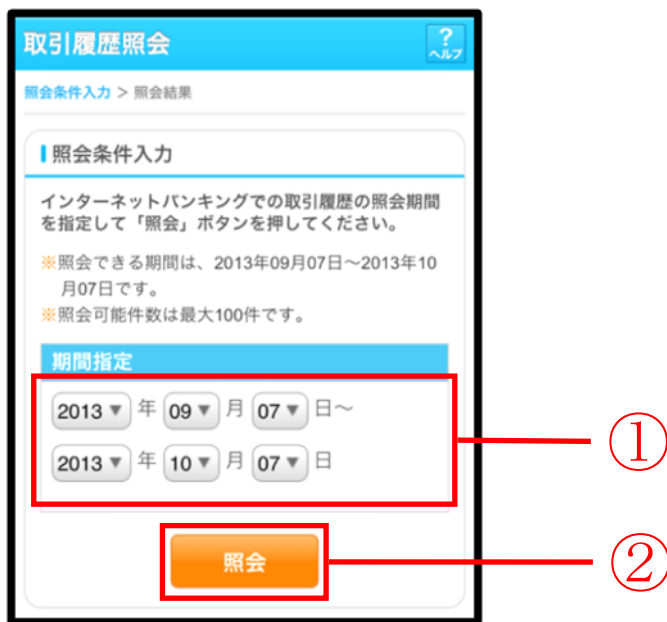 取引履歴照会
?
ヘルプ
照会条件入力 > 照会結果
照会条件入力
インターネットバンキングでの取引履歴の照会期間
を指定して「照会」ボタンを押してください。
※照会できる期間は、2013年09月07日～2013年10
月07日です。
※照会可能件数は最大100件です。
期間指定
2013▼ 年 09▼ 月 07▼ 日～
2013▼ 年 10▼ 月 07▼ 日
①
照会
②